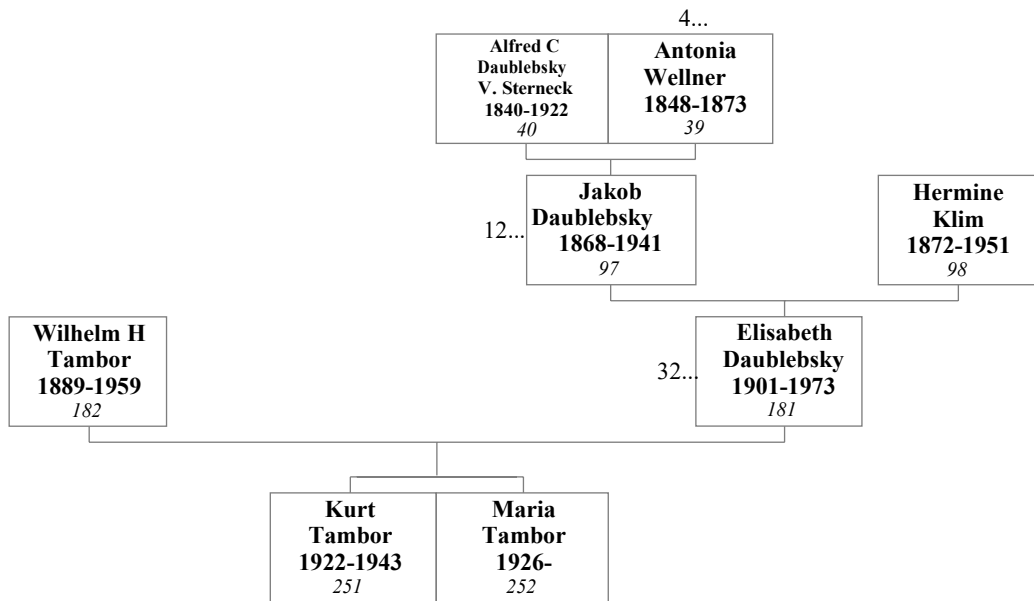 4...
Alfred C
Daublebsky
V. Sterneck
1840-1922
40
Antonia
Wellner
1848-1873
39
12...
Jakob
Daublebsky
1868-1941
97
Hermine
Klim
1872-1951
98
Wilhelm H
Tambor
1889-1959
182
32...
Elisabeth
Daublebsky
1901-1973
181
Kurt
Tambor
1922-1943
251
Maria
Tambor
1926-
252